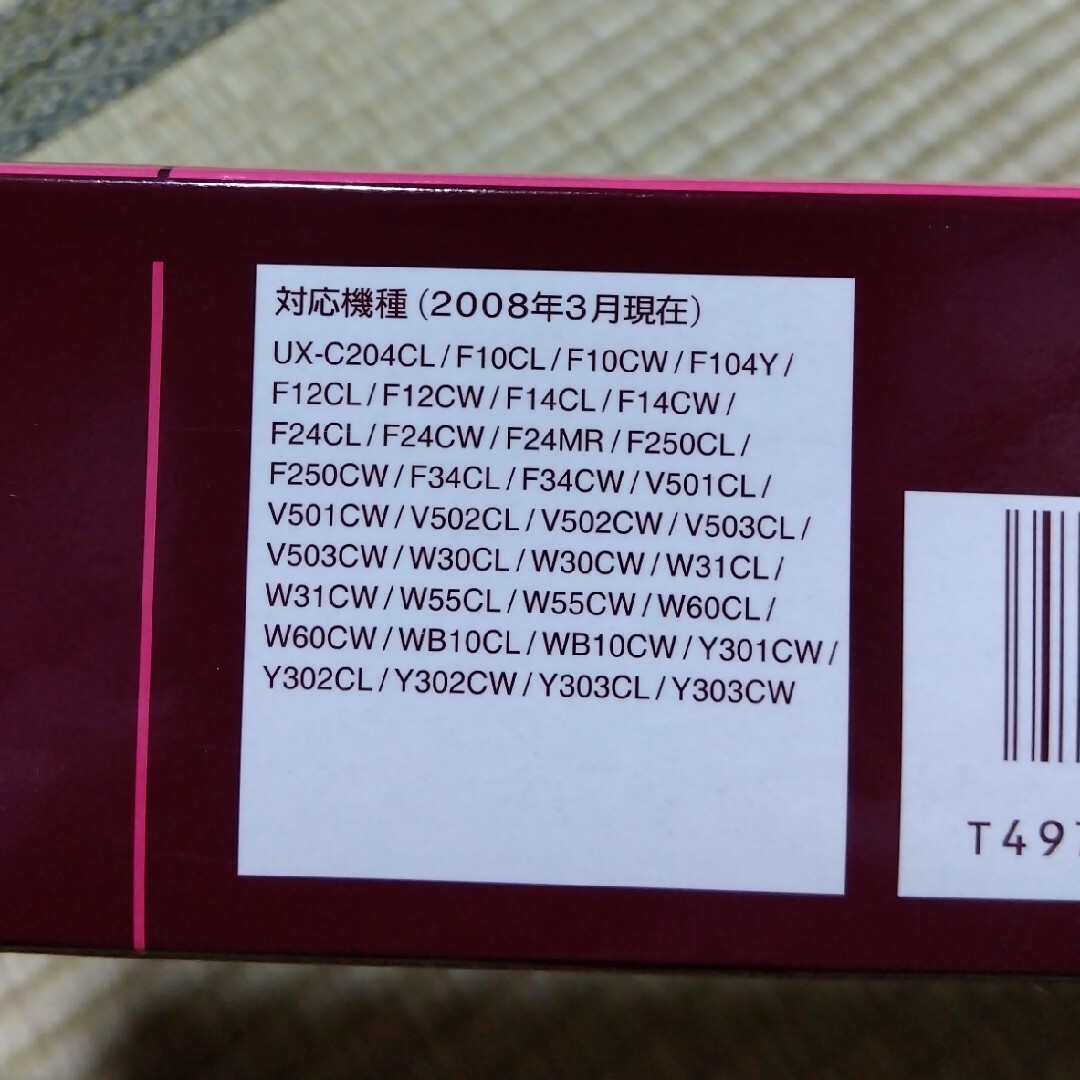 対応機種（2008年3月現在）
UX-C204CL/F10CL/F10CW/F104Y/
F12CL/F12CW/F14CL/F14CW/
F24CL/F24CW/F24MR/F250CL/
F250CW/F34CL/F34CW/V501CL/
V501CW/V502CL/V502CW/V503CL/
V503CW/W30CL/W30CW/W31CL/
W31CW/W55CL/W55CW/W60CL/
W60CW/WB10CL/WB10CW/Y301CW/
Y302CL/Y302CW/Y303CL/Y303CW
T49